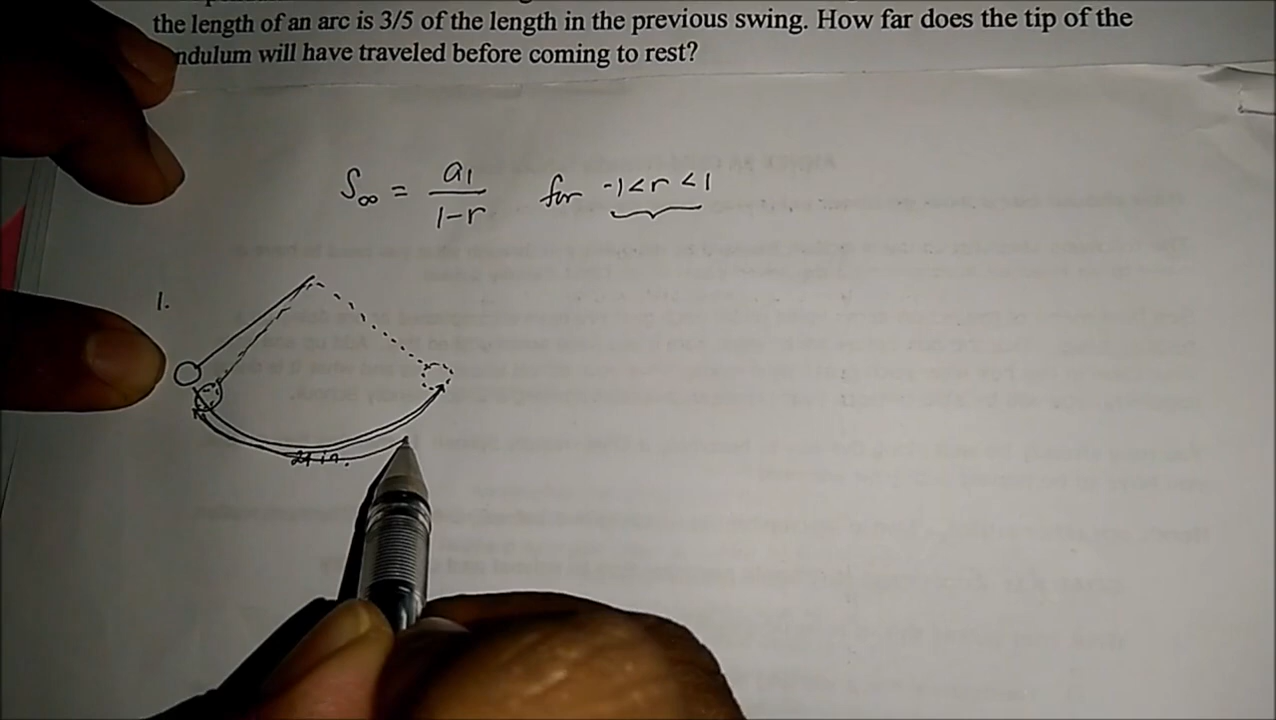 the length of an arc is 3/5 of the length in the previous swing. How far does the tip of the
ndulum will have traveled before coming to rest?
S∞ = a1 / 1-r for -1<r<1
1.
in.